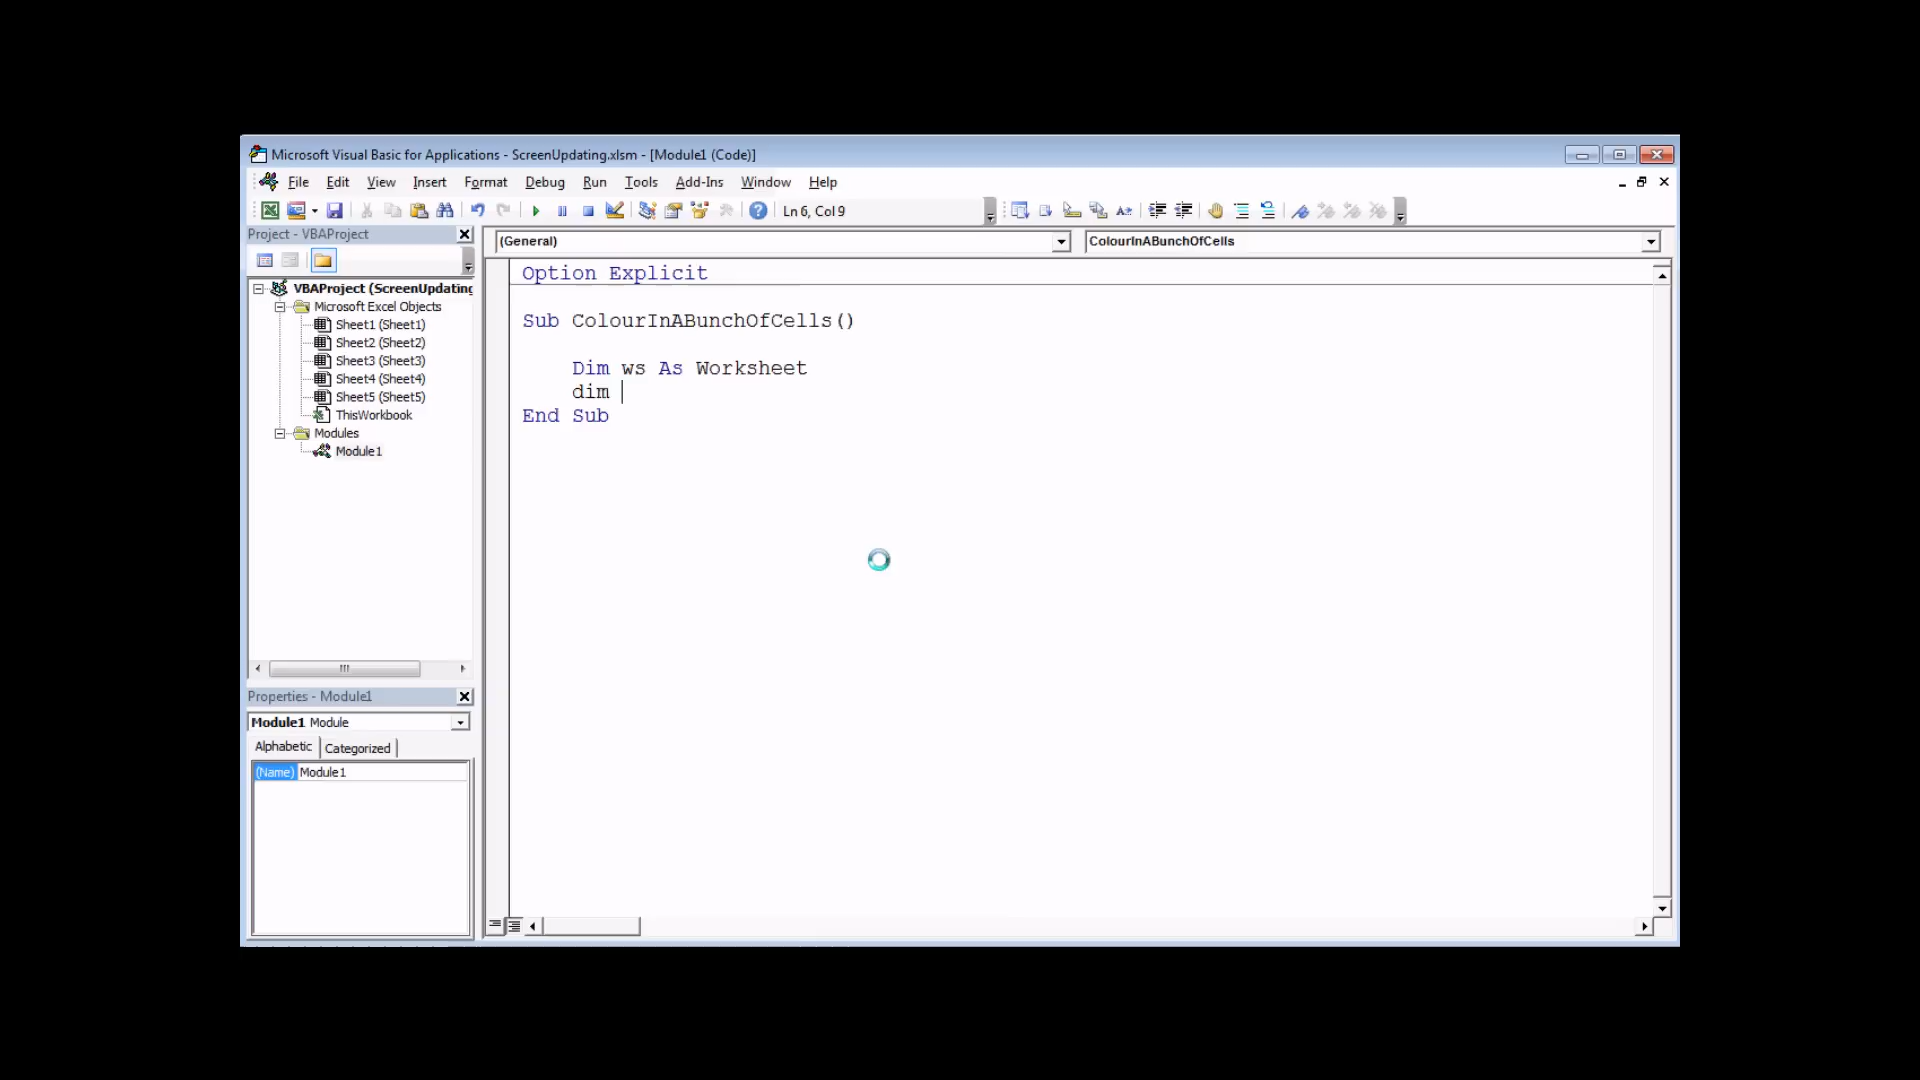 Microsoft Visual Basic for Applications - ScreenUpdating.xlsm - [Module1 (Code)]
File Edit View Insert Format Debug Run Tools Add-Ins Window Help
Ln 6, Col 9
Project - VBAProject
(General)
ColourInABunchOfCells
VBAProject (ScreenUpdating
Microsoft Excel Objects
Sheet1 (Sheet1)
Sheet2 (Sheet2)
Sheet3 (Sheet3)
Sheet4 (Sheet4)
Sheet5 (Sheet5)
ThisWorkbook
Modules
Module1
Option Explicit
Sub ColourInABunchOfCells()
Dim ws As Worksheet
dim
End Sub
Properties - Module1
Module1 Module
Alphabetic Categorized
(Name) Module1